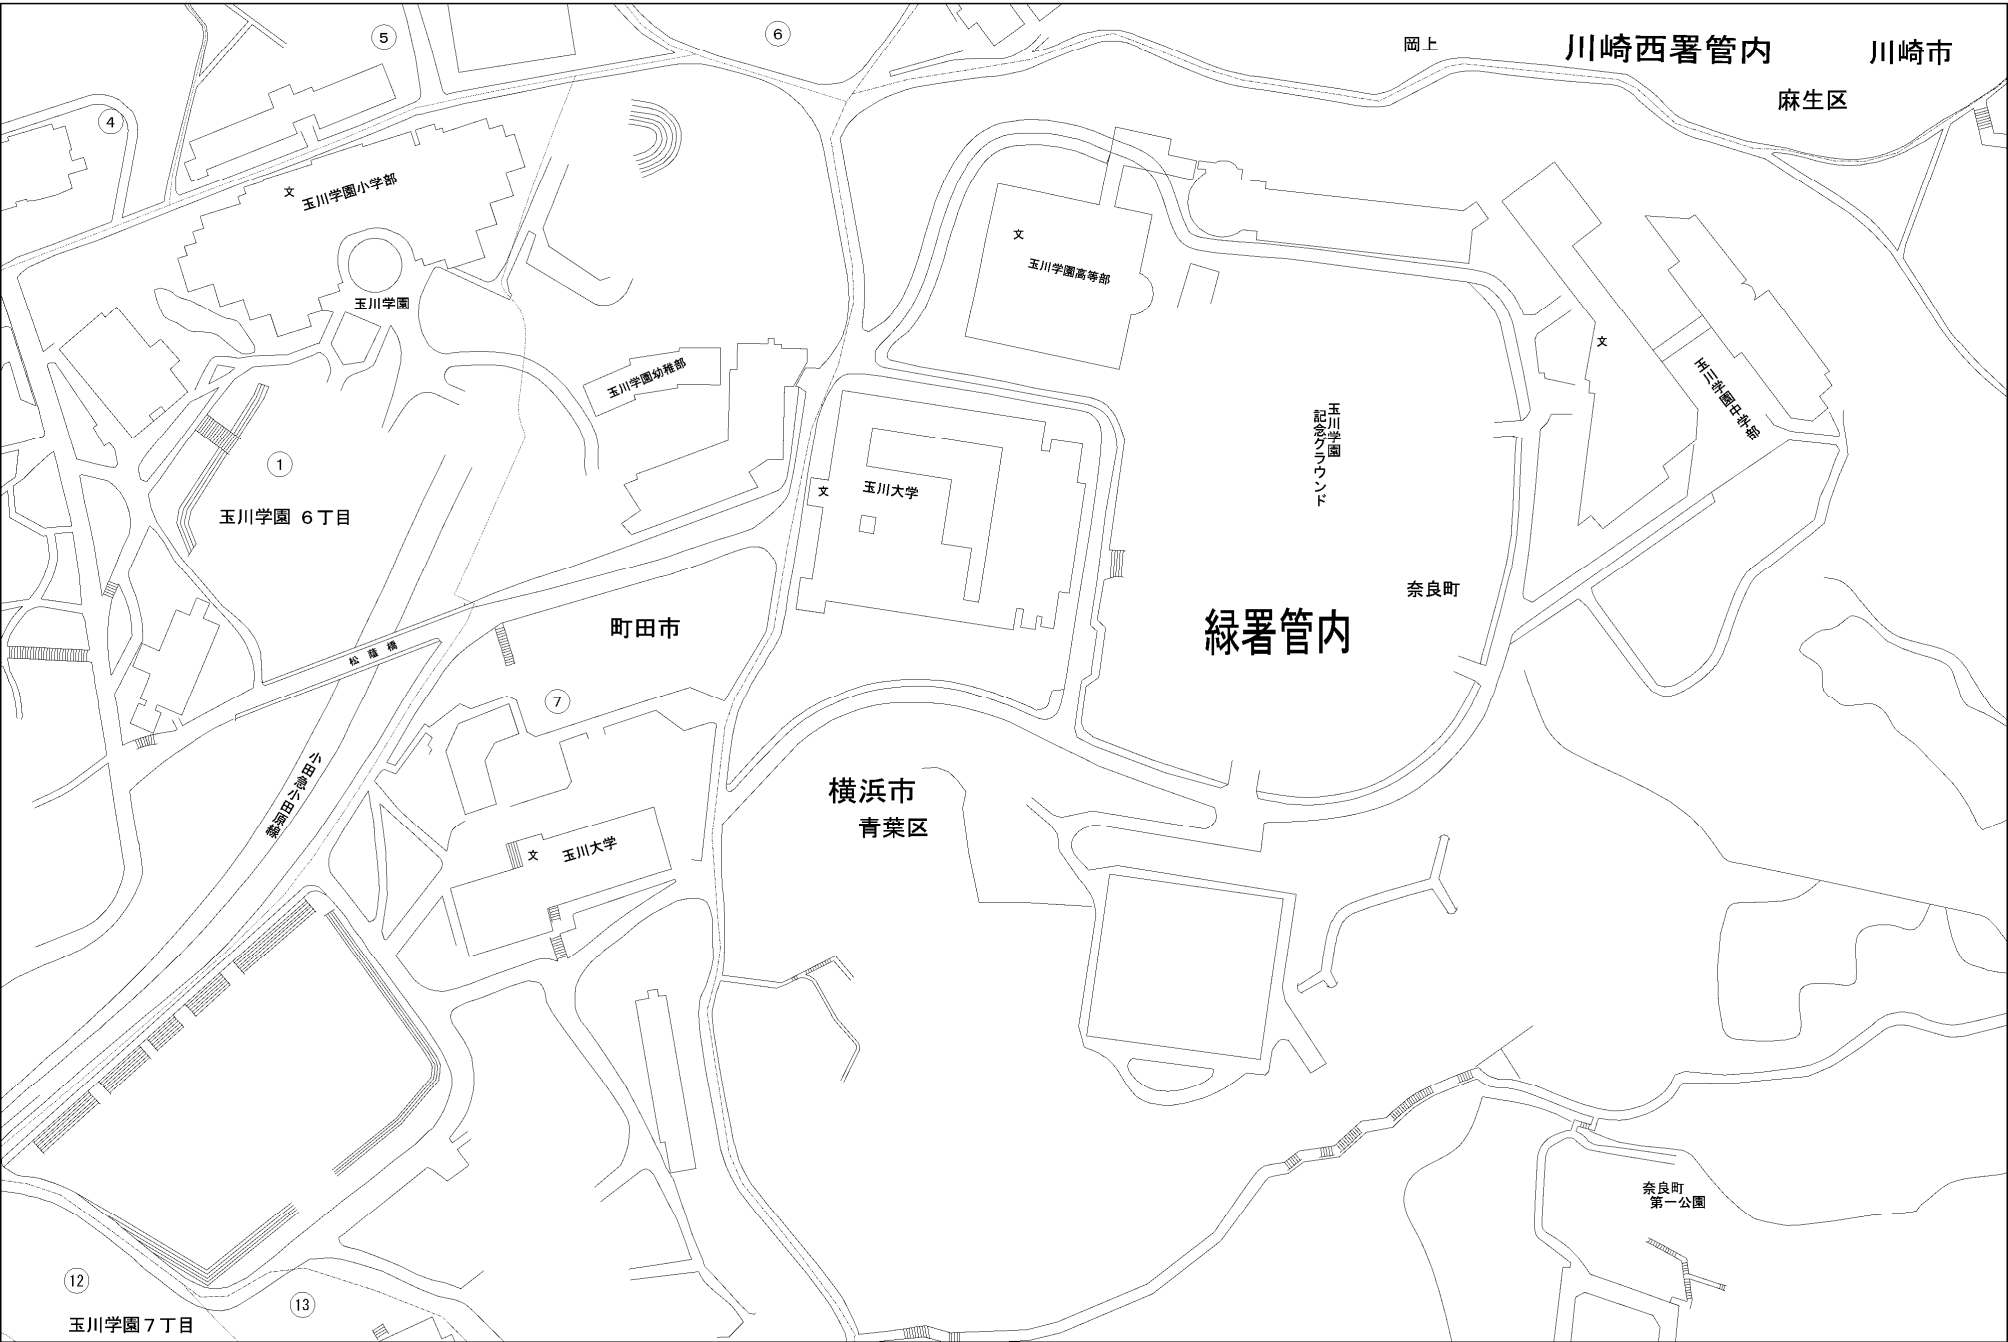 ⑤
⑥
岡上
川崎西署管内
川崎市
麻生区
④
文
玉川学園小学部
玉川学園
文
玉川学園高等部
文
玉川学園中学部
玉川学園幼稚部
玉川学園
記念グラウンド
①
玉川学園 6丁目
文
玉川大学
奈良町
緑署管内
町田市
松陰橋
⑦
小田急小田原線
横浜市
青葉区
文
玉川大学
奈良町
第一公園
⑫
⑬
玉川学園7丁目